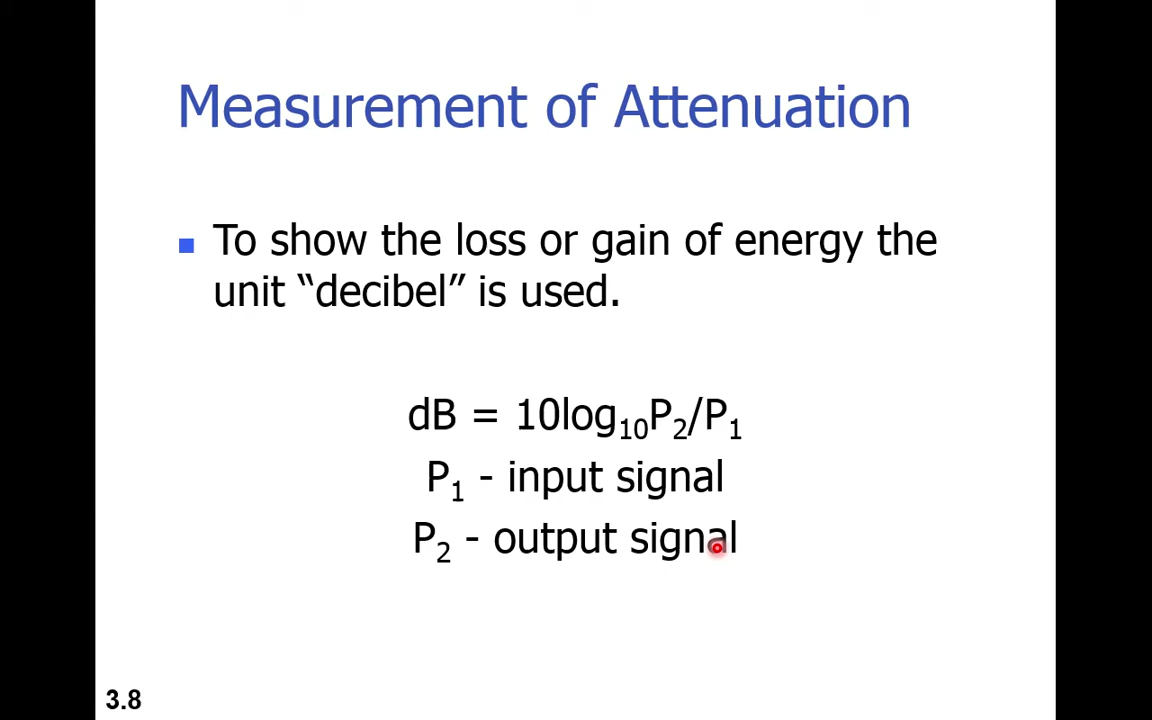 Measurement of Attenuation
To show the loss or gain of energy the
unit “decibel” is used.
dB = 10log₁₀P₂/P₁
P₁ - input signal
P₂ - output signal
3.8